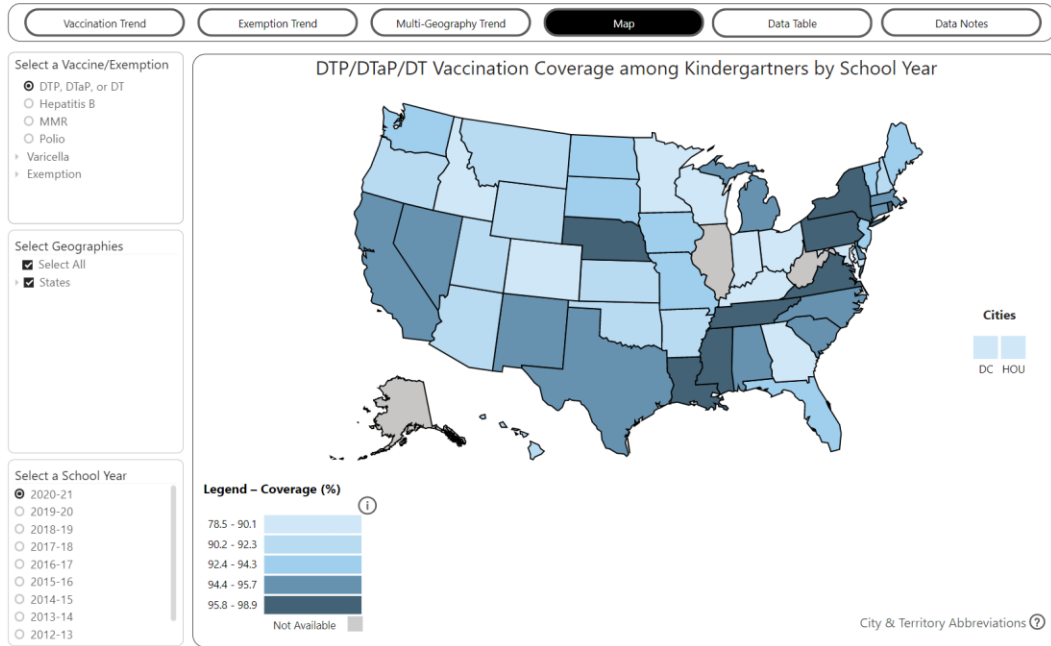 Vaccination Trend
Exemption Trend
Multi-Geography Trend
Map
Data Table
Data Notes
Select a Vaccine/Exemption
DTP, DTaP, or DT
Hepatitis B
MMR
Polio
Varicella
Exemption
Select Geographies
Select All
States
Select a School Year
2020-21
2019-20
2018-19
2017-18
2016-17
2015-16
2014-15
2013-14
2012-13
DTP/DTaP/DT Vaccination Coverage among Kindergartners by School Year
Cities
DC HOU
Legend – Coverage (%)
i
78.5 - 90.1
90.2 - 92.3
92.4 - 94.3
94.4 - 95.7
95.8 - 98.9
Not Available
City & Territory Abbreviations ?